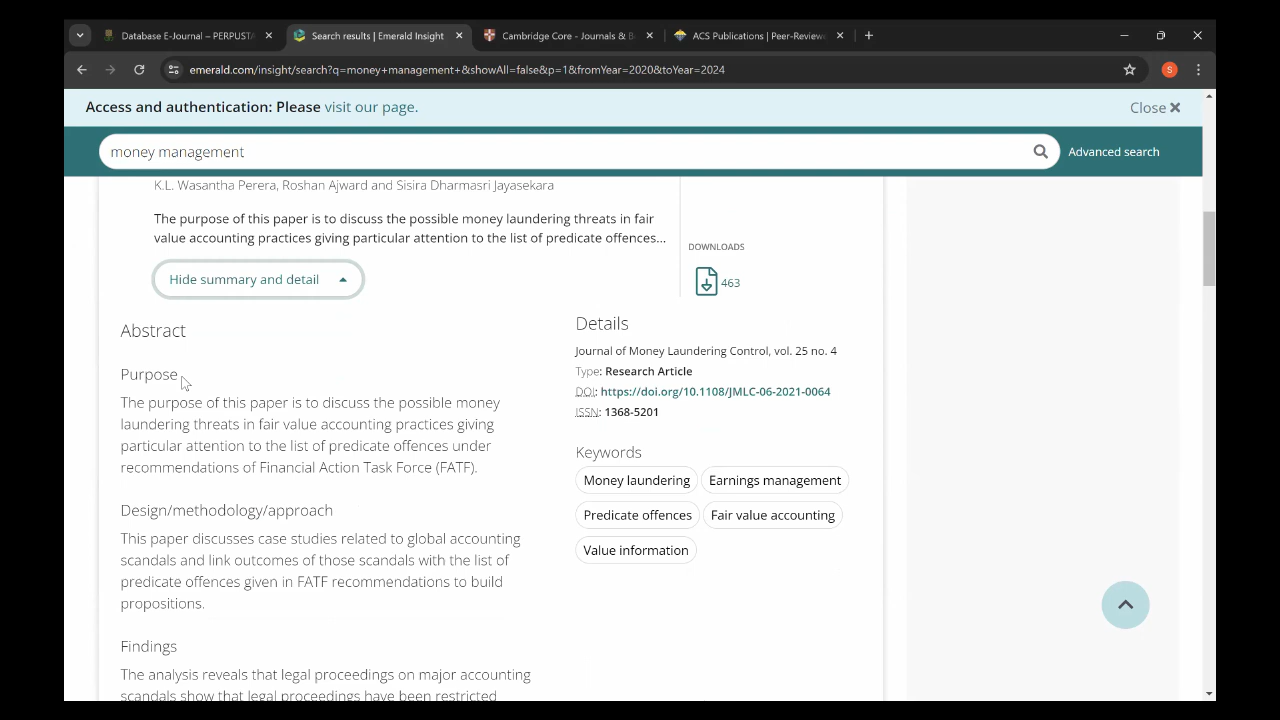 Database E-Journal – PERPUST
Search results | Emerald Insight
Cambridge Core - Journals & B
ACS Publications | Peer-Review
emerald.com/insight/search?q=money+management+&showAll=false&p=1&fromYear=2020&toYear=2024
S
Access and authentication: Please visit our page.
Close
money management
Advanced search
K.L. Wasantha Perera, Roshan Ajward and Sisira Dharmasri Jayasekara
The purpose of this paper is to discuss the possible money laundering threats in fair
value accounting practices giving particular attention to the list of predicate offences...
DOWNLOADS
463
Hide summary and detail
Abstract
Purpose
The purpose of this paper is to discuss the possible money
laundering threats in fair value accounting practices giving
particular attention to the list of predicate offences under
recommendations of Financial Action Task Force (FATF).
Design/methodology/approach
This paper discusses case studies related to global accounting
scandals and link outcomes of those scandals with the list of
predicate offences given in FATF recommendations to build
propositions.
Findings
The analysis reveals that legal proceedings on major accounting
scandals show that legal proceedings have been restricted
Details
Journal of Money Laundering Control, vol. 25 no. 4
Type: Research Article
DOI: https://doi.org/10.1108/JMLC-06-2021-0064
ISSN: 1368-5201
Keywords
Money laundering
Earnings management
Predicate offences
Fair value accounting
Value information